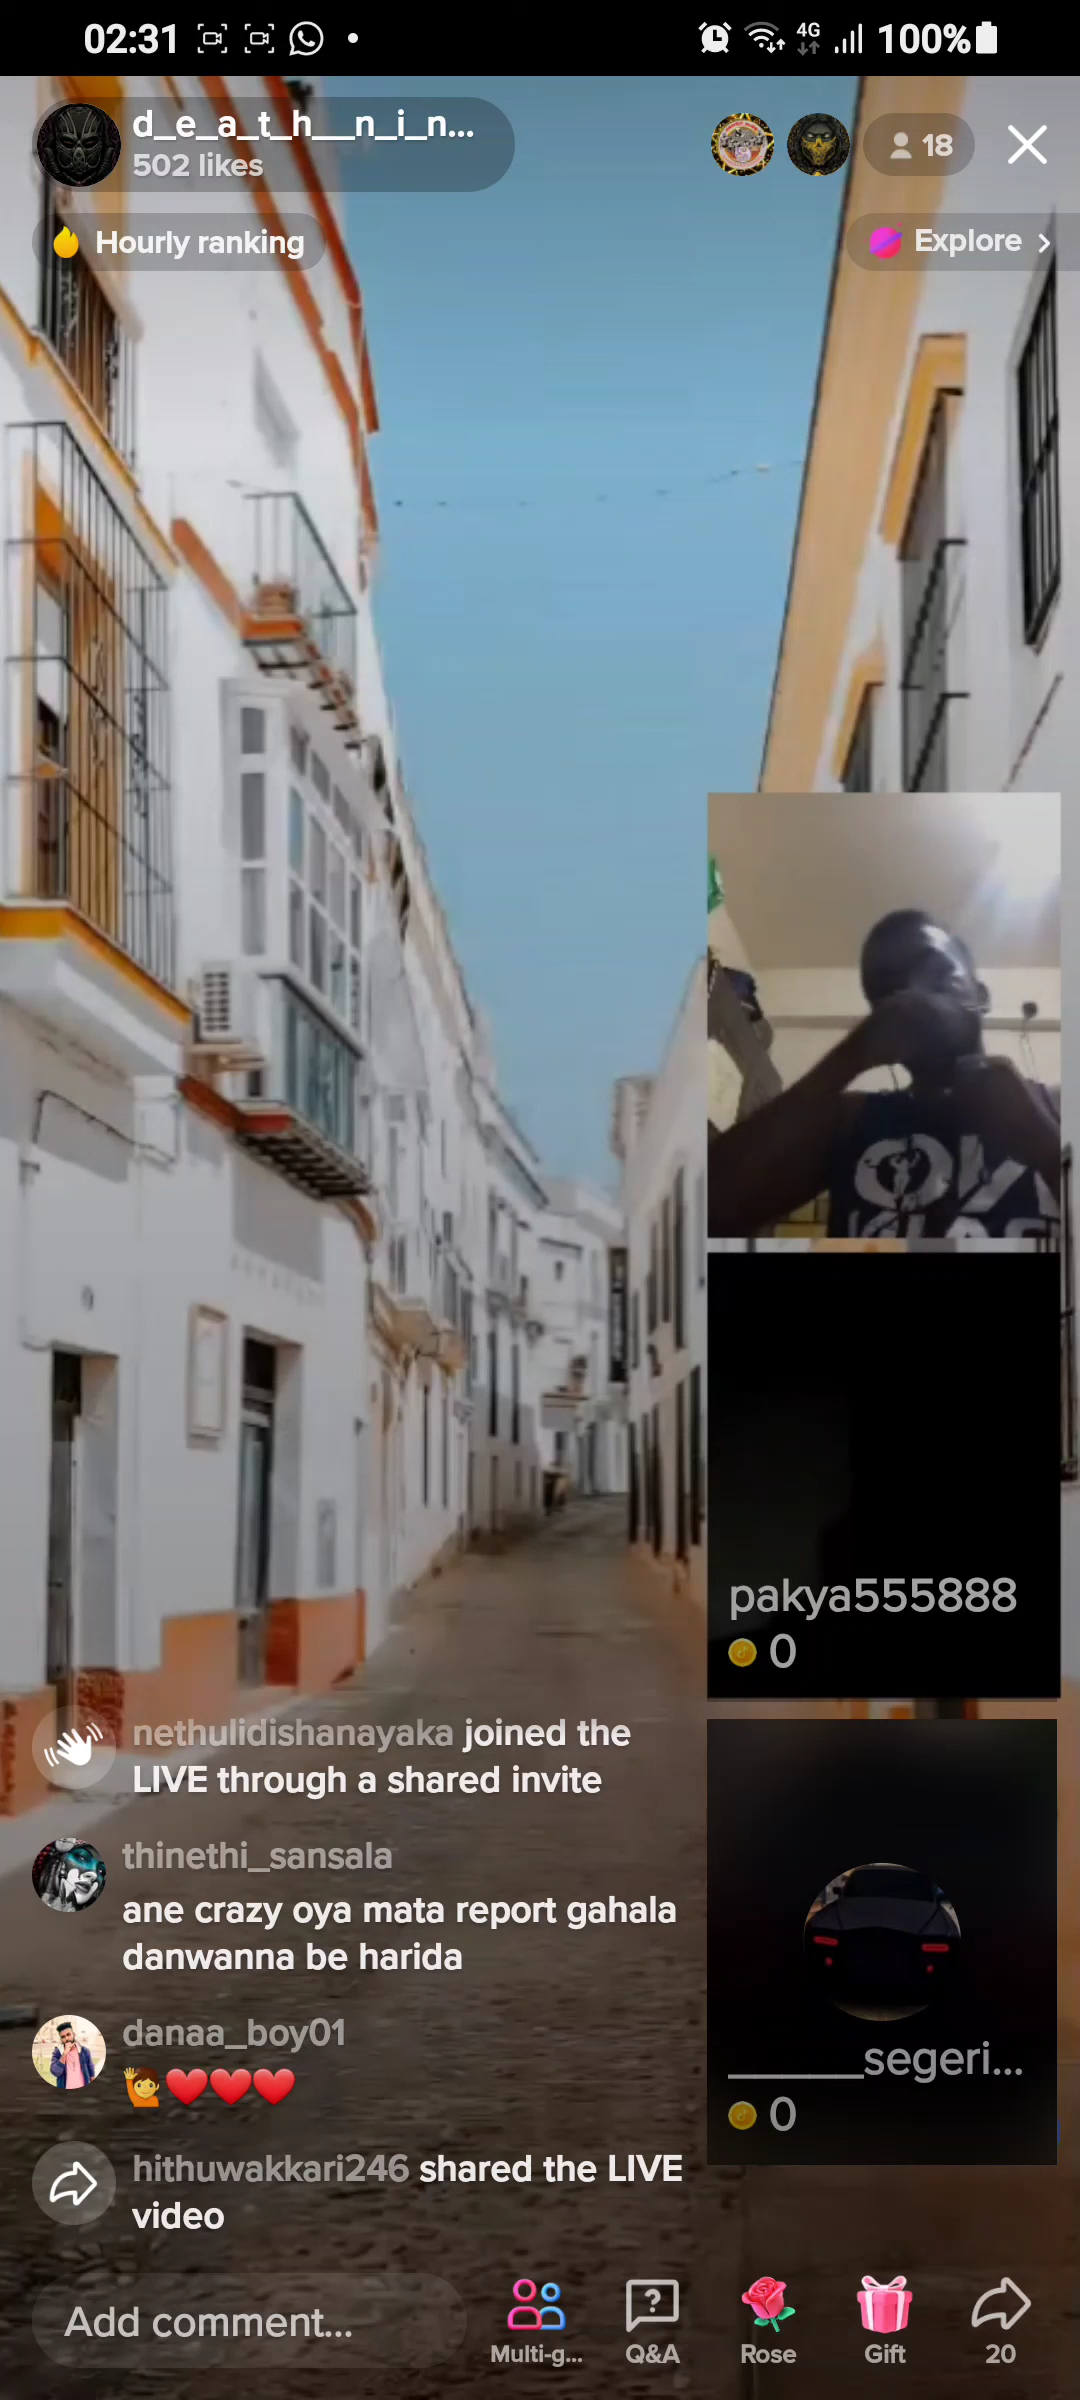 02:31
4G
100%
d_e_a_t_h__n_i_n...
502 likes
18
Hourly ranking
Explore
pakya555888
0
nethulidishanayaka joined the
LIVE through a shared invite
thinethi_sansala
ane crazy oya mata report gahala
danwanna be harida
danaa_boy01
🙋❤️❤️❤️
______segeri...
0
hithuwakkari246 shared the LIVE
video
Add comment...
Multi-g...
Q&A
Rose
Gift
20